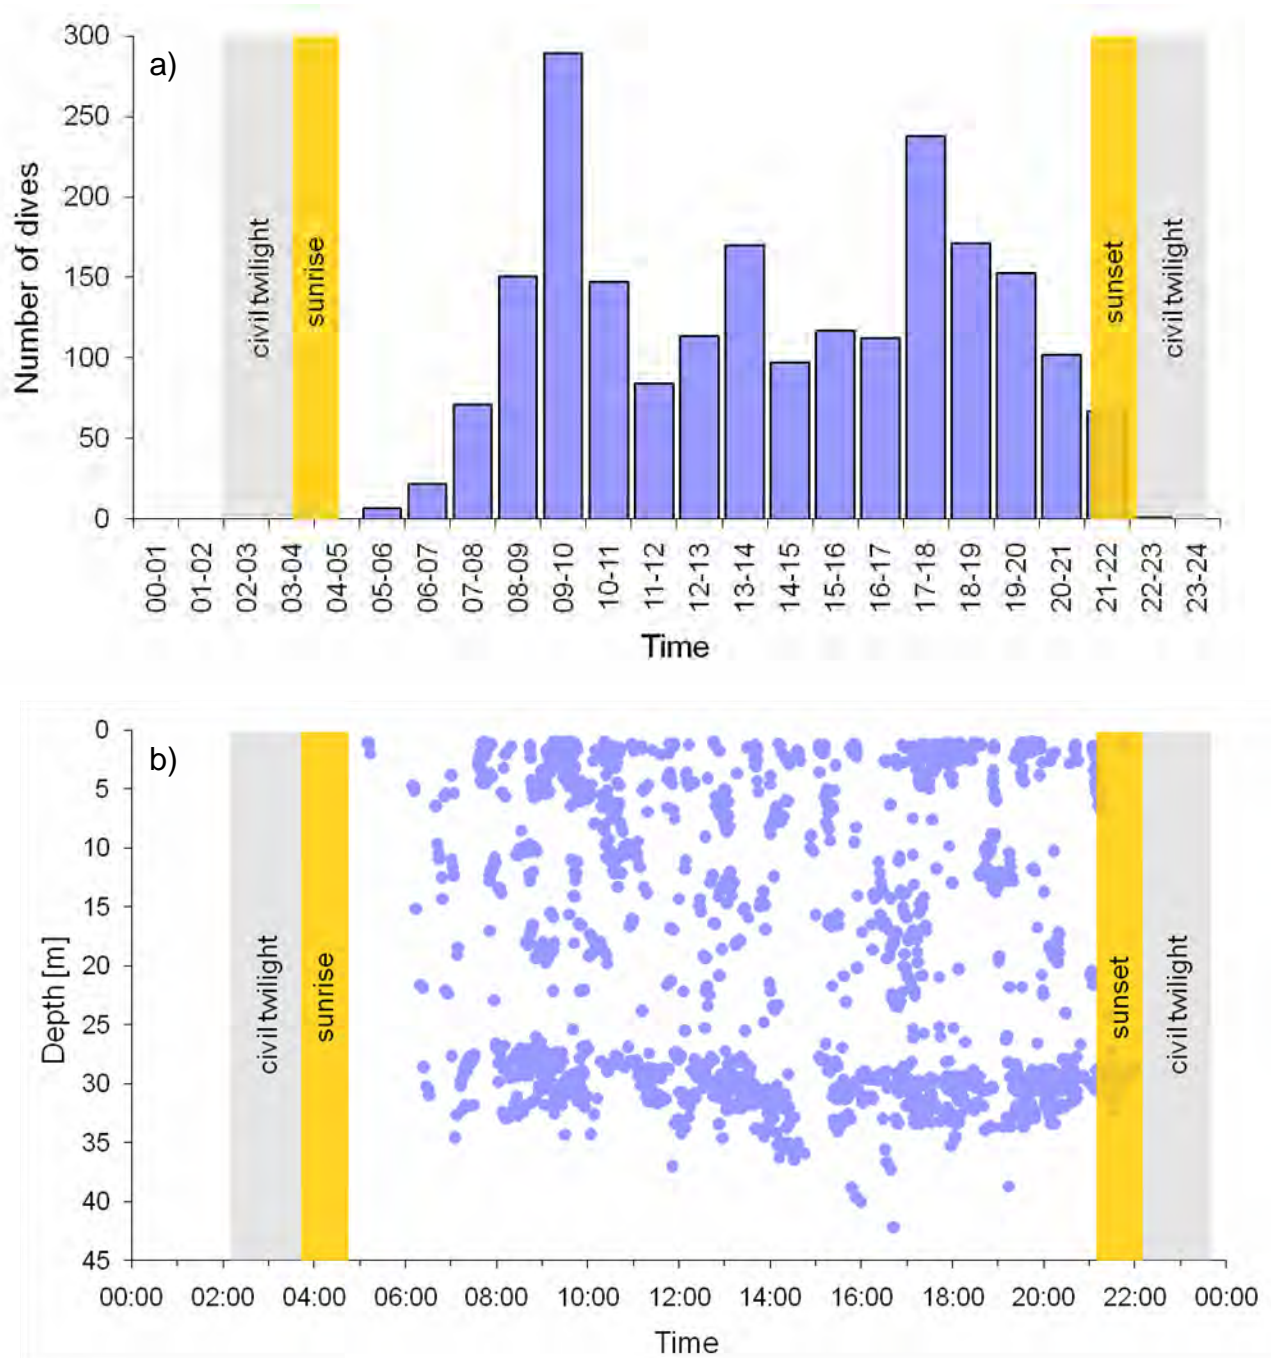 a)
300
250
200
150
100
50
0
Number of dives
civil twilight
sunrise
sunset
civil twilight
00-01
01-02
02-03
03-04
04-05
05-06
06-07
07-08
08-09
09-10
10-11
11-12
12-13
13-14
14-15
15-16
16-17
17-18
18-19
19-20
20-21
21-22
22-23
23-24
Time
b)
0
5
10
15
20
25
30
35
40
45
Depth [m]
civil twilight
sunrise
sunset
civil twilight
00:00 02:00 04:00 06:00 08:00 10:00 12:00 14:00 16:00 18:00 20:00 22:00 00:00
Time